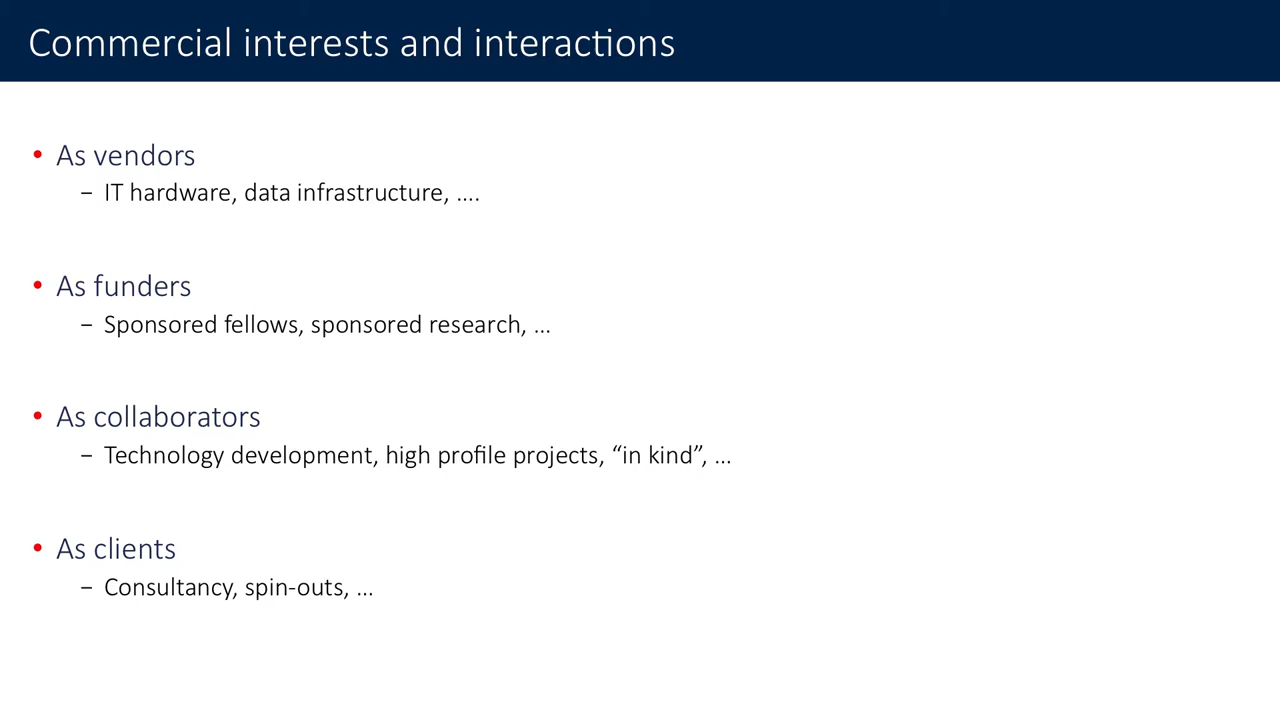 Commercial interests and interactions
• As vendors
– IT hardware, data infrastructure, ....
• As funders
– Sponsored fellows, sponsored research, ...
• As collaborators
– Technology development, high profile projects, “in kind”, ...
• As clients
– Consultancy, spin-outs, ...